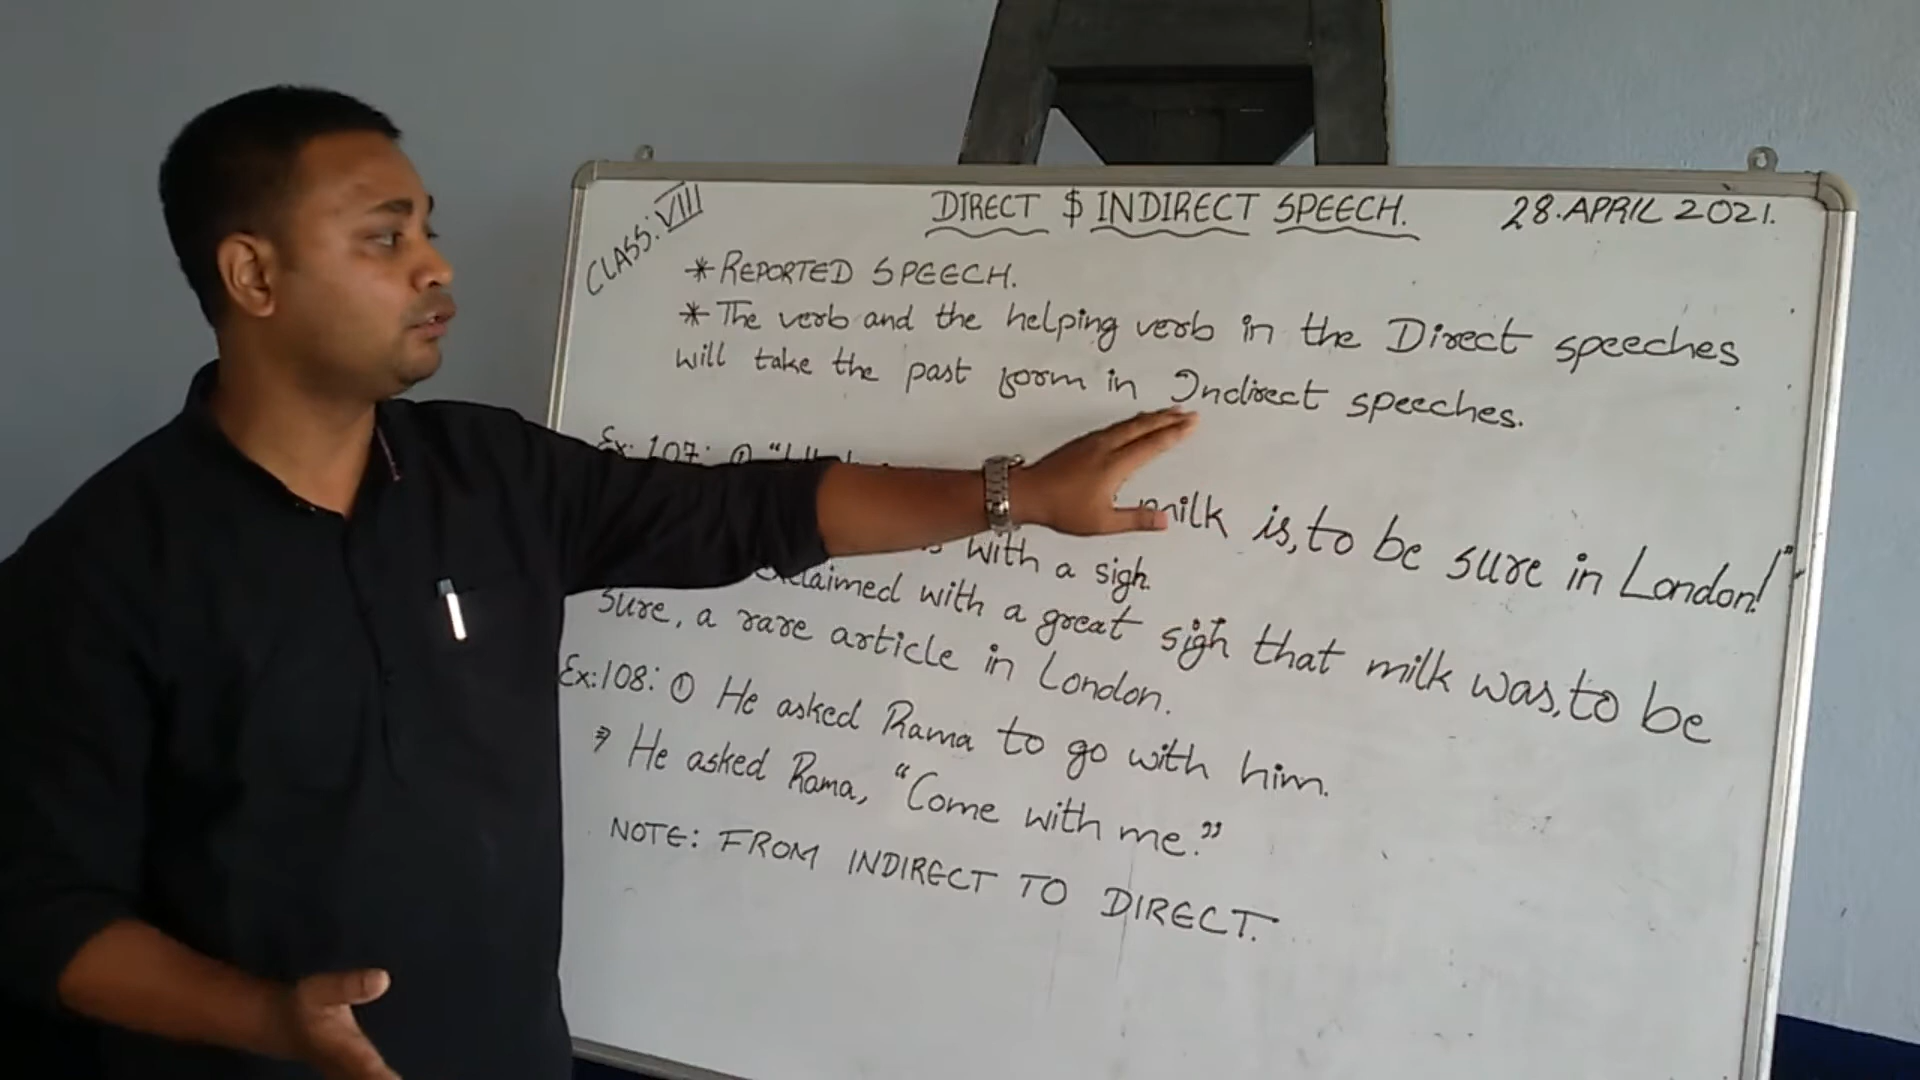 CLASS: VIII
DIRECT $ INDIRECT SPEECH.
28.APRIL 2021.
* REPORTED SPEECH.
* The verb and the helping verb in the Direct speeches
will take the past form in Indirect speeches.
Ex: 107: ①
milk is, to be sure in London!"
with a sigh.
exclaimed with a great sigh that milk was, to be
sure, a rare article in London.
Ex:108: ① He asked Rama to go with him.
⇒ He asked Rama, "Come with me."
NOTE: FROM INDIRECT TO DIRECT.